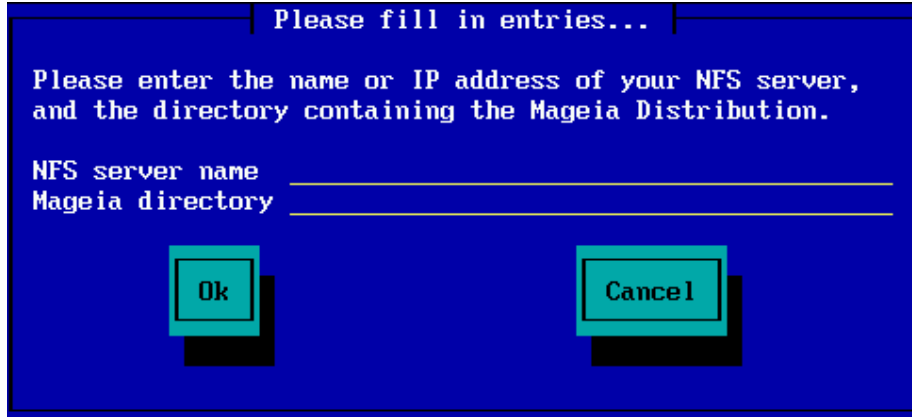 Please fill in entries...
Please enter the name or IP address of your NFS server,
and the directory containing the Mageia Distribution.
NFS server name
Mageia directory
Ok
Cancel